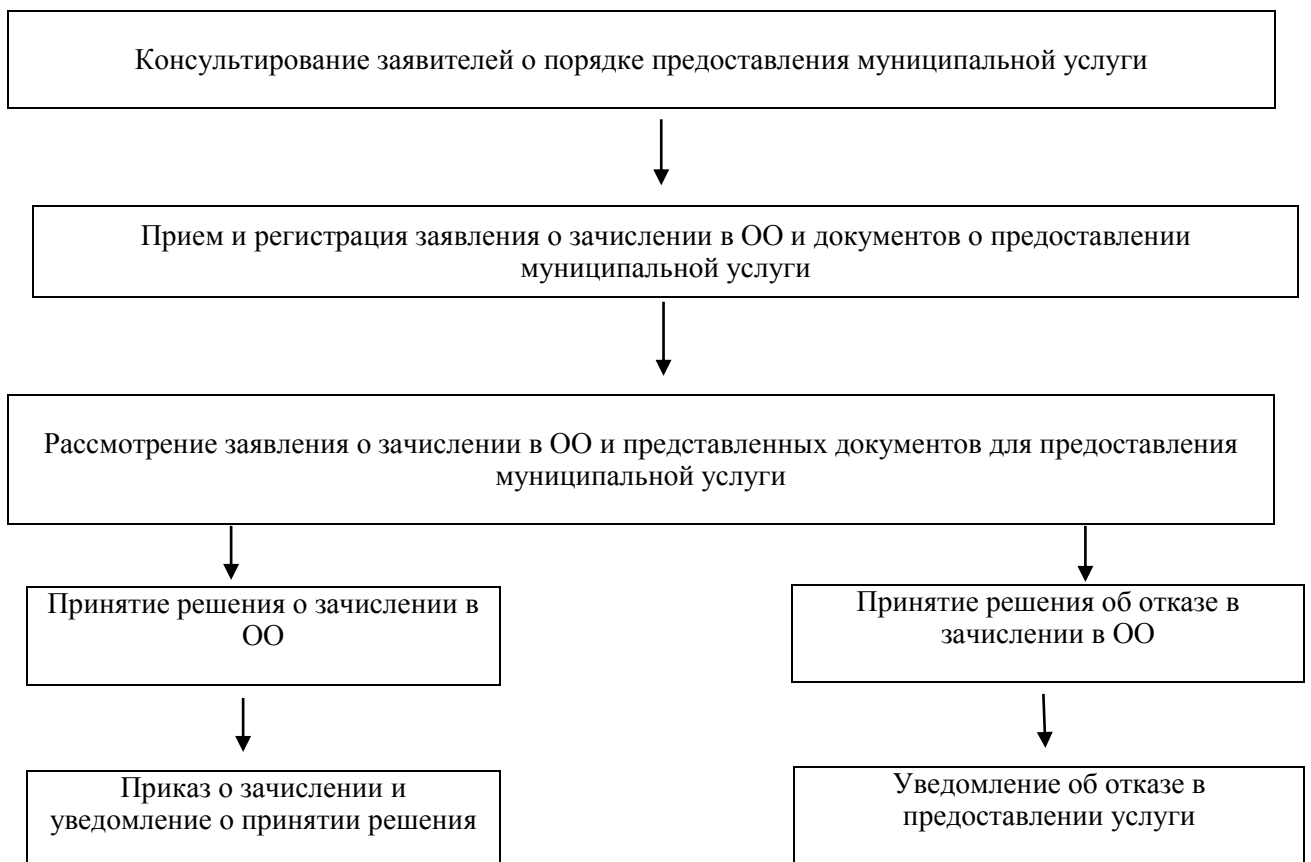 Консультирование заявителей о порядке предоставления муниципальной услуги
Прием и регистрация заявления о зачислении в ОО и документов о предоставлении
муниципальной услуги
Рассмотрение заявления о зачислении в ОО и представленных документов для предоставления
муниципальной услуги
Принятие решения о зачислении в
ОО
Принятие решения об отказе в
зачислении в ОО
Приказ о зачислении и
уведомление о принятии решения
Уведомление об отказе в
предоставлении услуги